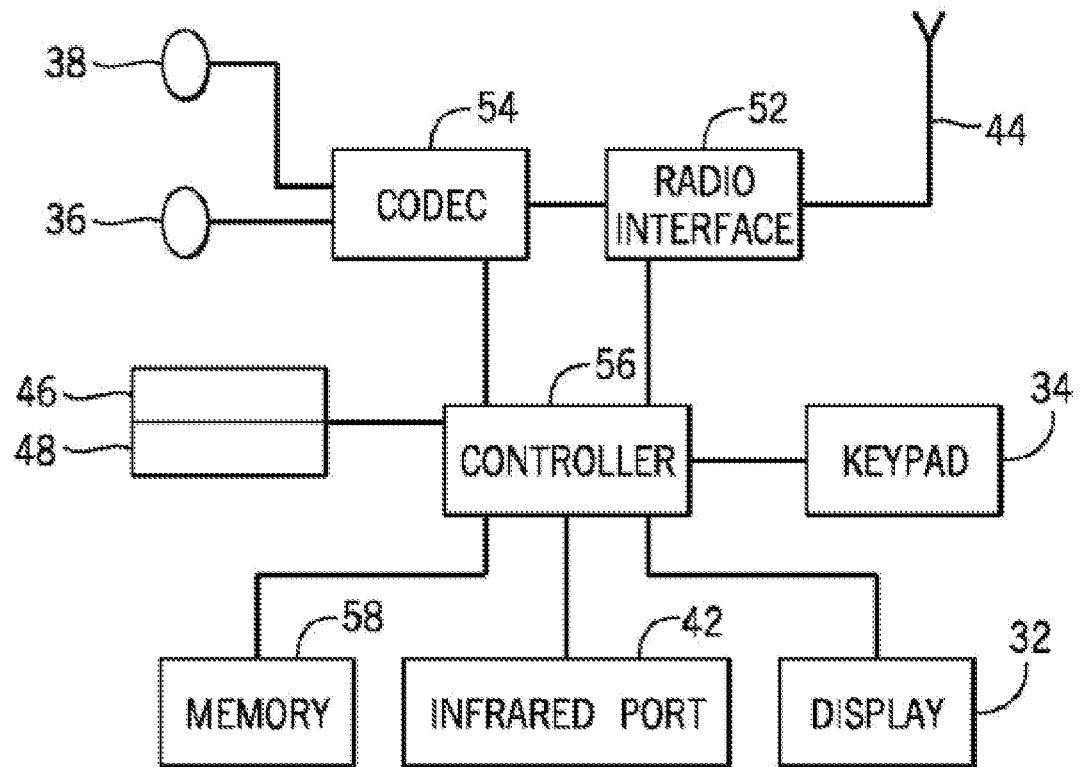 38
54
52
44
CODEC
RADIO
INTERFACE
36
46
48
56
34
CONTROLLER
KEYPAD
58
42
32
MEMORY
INFRARED PORT
DISPLAY